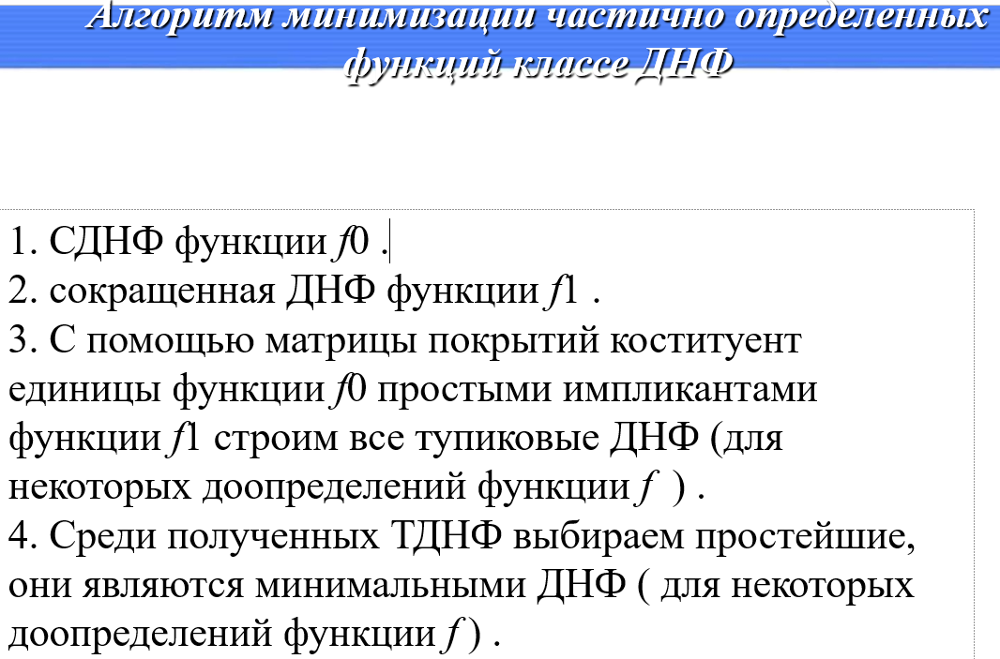 Алгоритм минимизации частично определенных
функций классе ДНФ
1. СДНФ функции f0 .
2. сокращенная ДНФ функции f1 .
3. С помощью матрицы покрытий коституент
единицы функции f0 простыми импликантами
функции f1 строим все тупиковые ДНФ (для
некоторых доопределений функции f ) .
4. Среди полученных ТДНФ выбираем простейшие,
они являются минимальными ДНФ ( для некоторых
доопределений функции f ) .